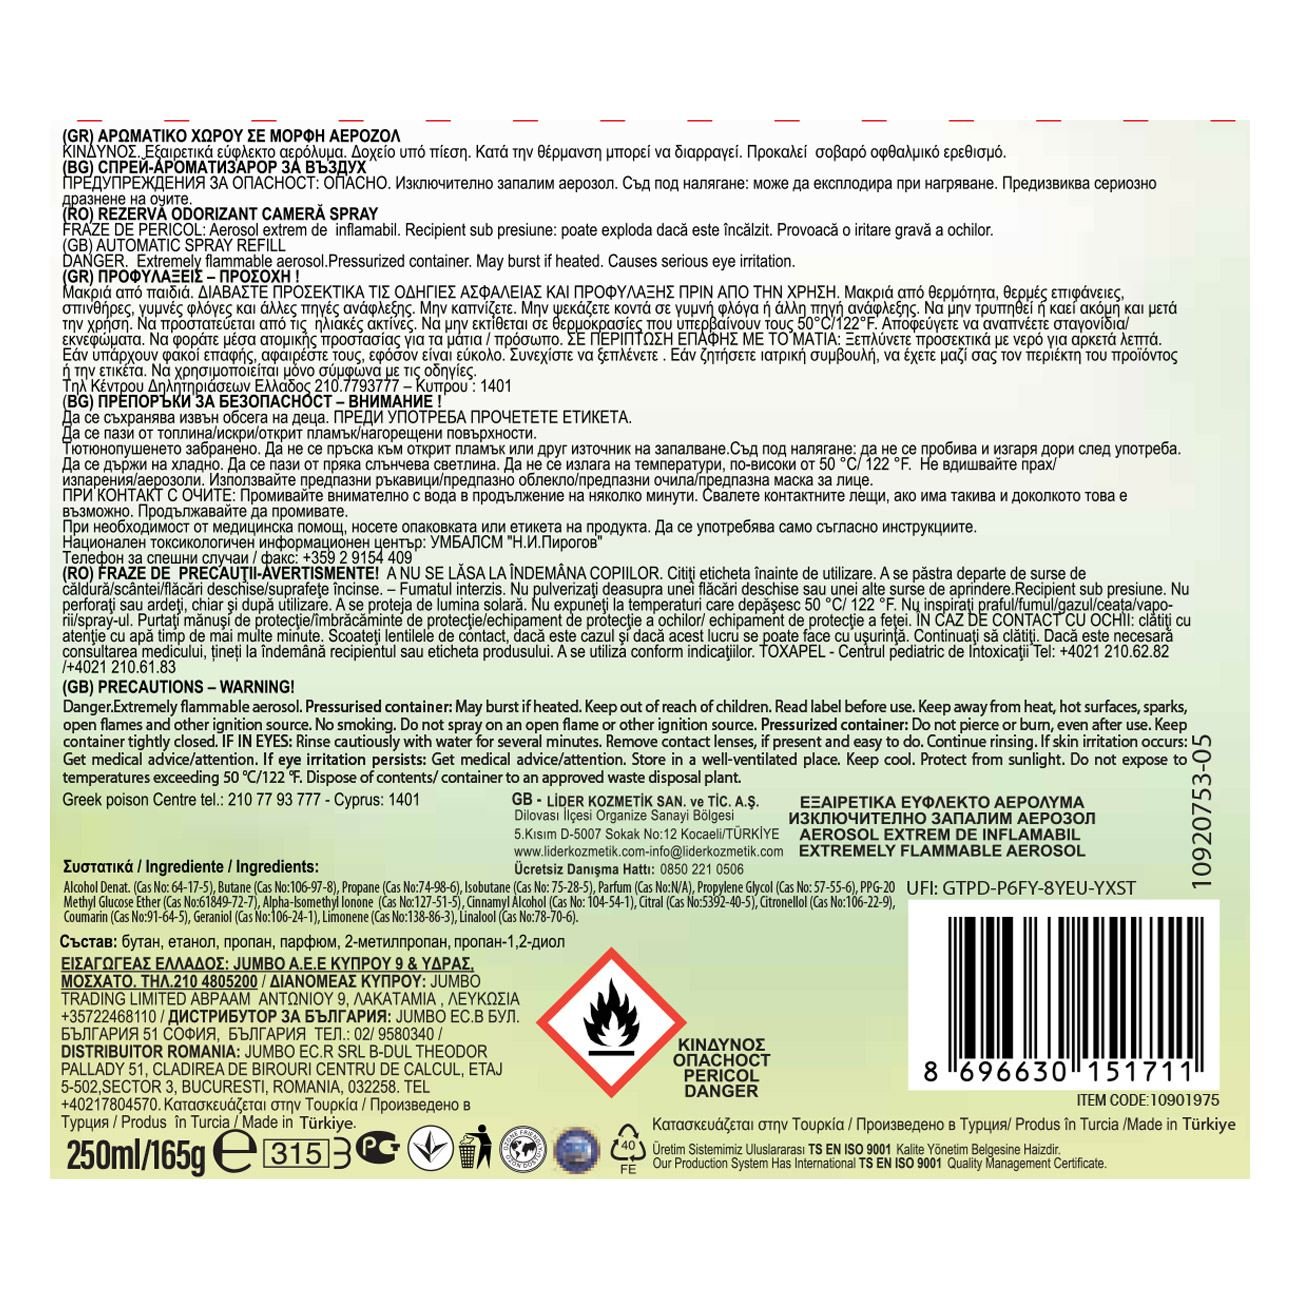 (GR) ΑΡΩΜΑΤΙΚΟ ΧΩΡΟΥ ΣΕ ΜΟΡΦΗ ΑΕΡΟΖΟΛ
ΚΙΝΔΥΝΟΣ. Εξαιρετικά εύφλεκτο αερόλυμα. Δοχείο υπό πίεση. Κατά την θέρμανση μπορεί να διαρραγεί. Προκαλεί σοβαρό οφθαλμικό ερεθισμό.
(BG) СПРЕЙ-АРОМАТИЗАРОР ЗА ВЪЗДУХ
ПРЕДУПРЕЖДЕНИЯ ЗА ОПАСНОСТ: ОПАСНО. Изключително запалим аерозол. Съд под налягане: може да експлодира при нагряване. Предизвиква сериозно
дразнене на очите.
(RO) REZERVĂ ODORIZANT CAMERĂ SPRAY
FRAZE DE PERICOL: Aerosol extrem de inflamabil. Recipient sub presiune: poate exploda dacă este încălzit. Provoacă o iritare gravă a ochilor.
(GB) AUTOMATIC SPRAY REFILL
DANGER. Extremely flammable aerosol.Pressurized container. May burst if heated. Causes serious eye irritation.
(GR) ΠΡΟΦΥΛΑΞΕΙΣ – ΠΡΟΣΟΧΗ !
Μακριά από παιδιά. ΔΙΑΒΑΣΤΕ ΠΡΟΣΕΚΤΙΚΑ ΤΙΣ ΟΔΗΓΙΕΣ ΑΣΦΑΛΕΙΑΣ ΚΑΙ ΠΡΟΦΥΛΑΞΗΣ ΠΡΙΝ ΑΠΟ ΤΗΝ ΧΡΗΣΗ. Μακριά από θερμότητα, θερμές επιφάνειες,
σπινθήρες, γυμνές φλόγες και άλλες πηγές ανάφλεξης. Μην καπνίζετε. Μην ψεκάζετε κοντά σε γυμνή φλόγα ή άλλη πηγή ανάφλεξης. Να μην τρυπηθεί ή καεί ακόμη και μετά
την χρήση. Να προστατεύεται από τις ηλιακές ακτίνες. Να μην εκτίθεται σε θερμοκρασίες που υπερβαίνουν τους 50°C/122°F. Αποφεύγετε να αναπνέετε σταγονίδια/
εκνεφώματα. Να φοράτε μέσα ατομικής προστασίας για τα μάτια / πρόσωπο. ΣΕ ΠΕΡΙΠΤΩΣΗ ΕΠΑΦΗΣ ΜΕ ΤΟ ΜΑΤΙΑ: Ξεπλύνετε προσεκτικά με νερό για αρκετά λεπτά.
Εάν υπάρχουν φακοί επαφής, αφαιρέστε τους, εφόσον είναι εύκολο. Συνεχίστε να ξεπλένετε . Εάν ζητήσετε ιατρική συμβουλή, να έχετε μαζί σας τον περιέκτη του προϊόντος
ή την ετικέτα. Να χρησιμοποιείται μόνο σύμφωνα με τις οδηγίες.
Τηλ Κέντρου Δηλητηριάσεων Ελλαδος 210.7793777 – Κυπρου : 1401
(BG) ПРЕПОРЪКИ ЗА БЕЗОПАСНОСТ – ВНИМАНИЕ !
Да се съхранява извън обсега на деца. ПРЕДИ УПОТРЕБА ПРОЧЕТЕТЕ ЕТИКЕТА.
Да се пази от топлина/искри/открит пламък/нагорещени повърхности.
Тютюнопушенето забранено. Да не се пръска към открит пламък или друг източник на запалване.Съд под налягане: да не се пробива и изгаря дори след употреба.
Да се държи на хладно. Да се пази от пряка слънчева светлина. Да не се излага на температури, по-високи от 50 °C/ 122 °F. Не вдишвайте прах/
изпарения/аерозоли. Използвайте предпазни ръкавици/предпазно облекло/предпазни очила/предпазна маска за лице.
ПРИ КОНТАКТ С ОЧИТЕ: Промивайте внимателно с вода в продължение на няколко минути. Свалете контактните лещи, ако има такива и доколкото това е
възможно. Продължавайте да промивате.
При необходимост от медицинска помощ, носете опаковката или етикета на продукта. Да се употребява само съгласно инструкциите.
Национален токсикологичен информационен център: УМБАЛСМ "Н.И.Пирогов"
Телефон за спешни случаи / факс: +359 2 9154 409
(RO) FRAZE DE PRECAUŢII-AVERTISMENTE! A NU SE LĂSA LA ÎNDEMÂNA COPIILOR. Citiţi eticheta înainte de utilizare. A se păstra departe de surse de
căldură/scântei/flăcări deschise/suprafeţe încinse. – Fumatul interzis. Nu pulverizaţi deasupra unei flăcări deschise sau unei alte surse de aprindere.Recipient sub presiune. Nu
perforaţi sau ardeţi, chiar şi după utilizare. A se proteja de lumina solară. Nu expuneţi la temperaturi care depăşesc 50 °C/ 122 °F. Nu inspiraţi praful/fumul/gazul/ceaţa/vapo-
rii/spray-ul. Purtaţi mănuşi de protecţie/îmbrăcăminte de protecţie/echipament de protecţie a ochilor/ echipament de protecţie a feţei. ÎN CAZ DE CONTACT CU OCHII: clătiţi cu
atenţie cu apă timp de mai multe minute. Scoateţi lentilele de contact, dacă este cazul şi dacă acest lucru se poate face cu uşurinţă. Continuaţi să clătiţi. Dacă este necesară
consultarea medicului, ţineţi la îndemână recipientul sau eticheta produsului. A se utiliza conform indicaţiilor. TOXAPEL - Centrul pediatric de Intoxicaţii Tel: +4021 210.62.82
/+4021 210.61.83
(GB) PRECAUTIONS – WARNING!
Danger.Extremely flammable aerosol. Pressurised container: May burst if heated. Keep out of reach of children. Read label before use. Keep away from heat, hot surfaces, sparks,
open flames and other ignition source. No smoking. Do not spray on an open flame or other ignition source. Pressurized container: Do not pierce or burn, even after use. Keep
container tightly closed. IF IN EYES: Rinse cautiously with water for several minutes. Remove contact lenses, if present and easy to do. Continue rinsing. If skin irritation occurs:
Get medical advice/attention. If eye irritation persists: Get medical advice/attention. Store in a well-ventilated place. Keep cool. Protect from sunlight. Do not expose to
temperatures exceeding 50 °C/122 °F. Dispose of contents/ container to an approved waste disposal plant.
10920753-05
Greek poison Centre tel.: 210 77 93 777 - Cyprus: 1401
GB - LİDER KOZMETİK SAN. ve TİC. A.Ş.
Dilovası İlçesi Organize Sanayi Bölgesi
5.Kısım D-5007 Sokak No:12 Kocaeli/TÜRKİYE
www.liderkozmetik.com-info@liderkozmetik.com
Ücretsiz Danışma Hattı: 0850 221 0506
ΕΞΑΙΡΕΤΙΚΑ ΕΥΦΛΕΚΤΟ ΑΕΡΟΛΥΜΑ
ИЗКЛЮЧИТЕЛНО ЗАПАЛИМ АЕРОЗОЛ
AEROSOL EXTREM DE INFLAMABIL
EXTREMELY FLAMMABLE AEROSOL
Συστατικά / Ingrediente / Ingredients:
Alcohol Denat. (Cas No: 64-17-5), Butane (Cas No:106-97-8), Propane (Cas No:74-98-6), Isobutane (Cas No: 75-28-5), Parfum (Cas No:N/A), Propylene Glycol (Cas No: 57-55-6), PPG-20
Methyl Glucose Ether (Cas No:61849-72-7), Alpha-Isomethyl Ionone (Cas No:127-51-5), Cinnamyl Alcohol (Cas No: 104-54-1), Citral (Cas No:5392-40-5), Citronellol (Cas No:106-22-9),
Coumarin (Cas No:91-64-5), Geraniol (Cas No:106-24-1), Limonene (Cas No:138-86-3), Linalool (Cas No:78-70-6).
UFI: GTPD-P6FY-8YEU-YXST
Състав: бутан, етанол, пропан, парфюм, 2-метилпропан, пропан-1,2-диол
ΕΙΣΑΓΩΓΕΑΣ ΕΛΛΑΔΟΣ: JUMBO A.E.E ΚΥΠΡΟΥ 9 & ΥΔΡΑΣ,
ΜΟΣΧΑΤΟ. ΤΗΛ.210 4805200 / ΔΙΑΝΟΜΕΑΣ ΚΥΠΡΟΥ: JUMBO
TRADING LIMITED ΑΒΡΑΑΜ ΑΝΤΩΝΙΟΥ 9, ΛΑΚΑΤΑΜΙΑ , ΛΕΥΚΩΣΙΑ
+35722468110 / ДИСТРИБУТОР ЗА БЪЛГАРИЯ: JUMBO EC.B БУЛ.
БЪЛГАРИЯ 51 СОФИЯ, БЪЛГАРИЯ ТЕЛ.: 02/ 9580340 /
DISTRIBUITOR ROMANIA: JUMBO EC.R SRL B-DUL THEODOR
PALLADY 51, CLADIREA DE BIROURI CENTRU DE CALCUL, ETAJ
5-502,SECTOR 3, BUCURESTI, ROMANIA, 032258. TEL
+40217804570. Κατασκευάζεται στην Τουρκία / Произведено в
Турция / Produs în Turcia / Made in Türkiye.
ΚΙΝΔΥΝΟΣ
ОПАСНОСТ
PERICOL
DANGER
8 696630 151711
ITEM CODE:10901975
250ml/165g
315
OZONE FRIENDLY
OZON DOSTU
40
FE
Κατασκευάζεται στην Τουρκία / Произведено в Турция/ Produs în Turcia /Made in Türkiye
Üretim Sistemimiz Uluslararası TS EN ISO 9001 Kalite Yönetim Belgesine Haizdir.
Our Production System Has International TS EN ISO 9001 Quality Management Certificate.